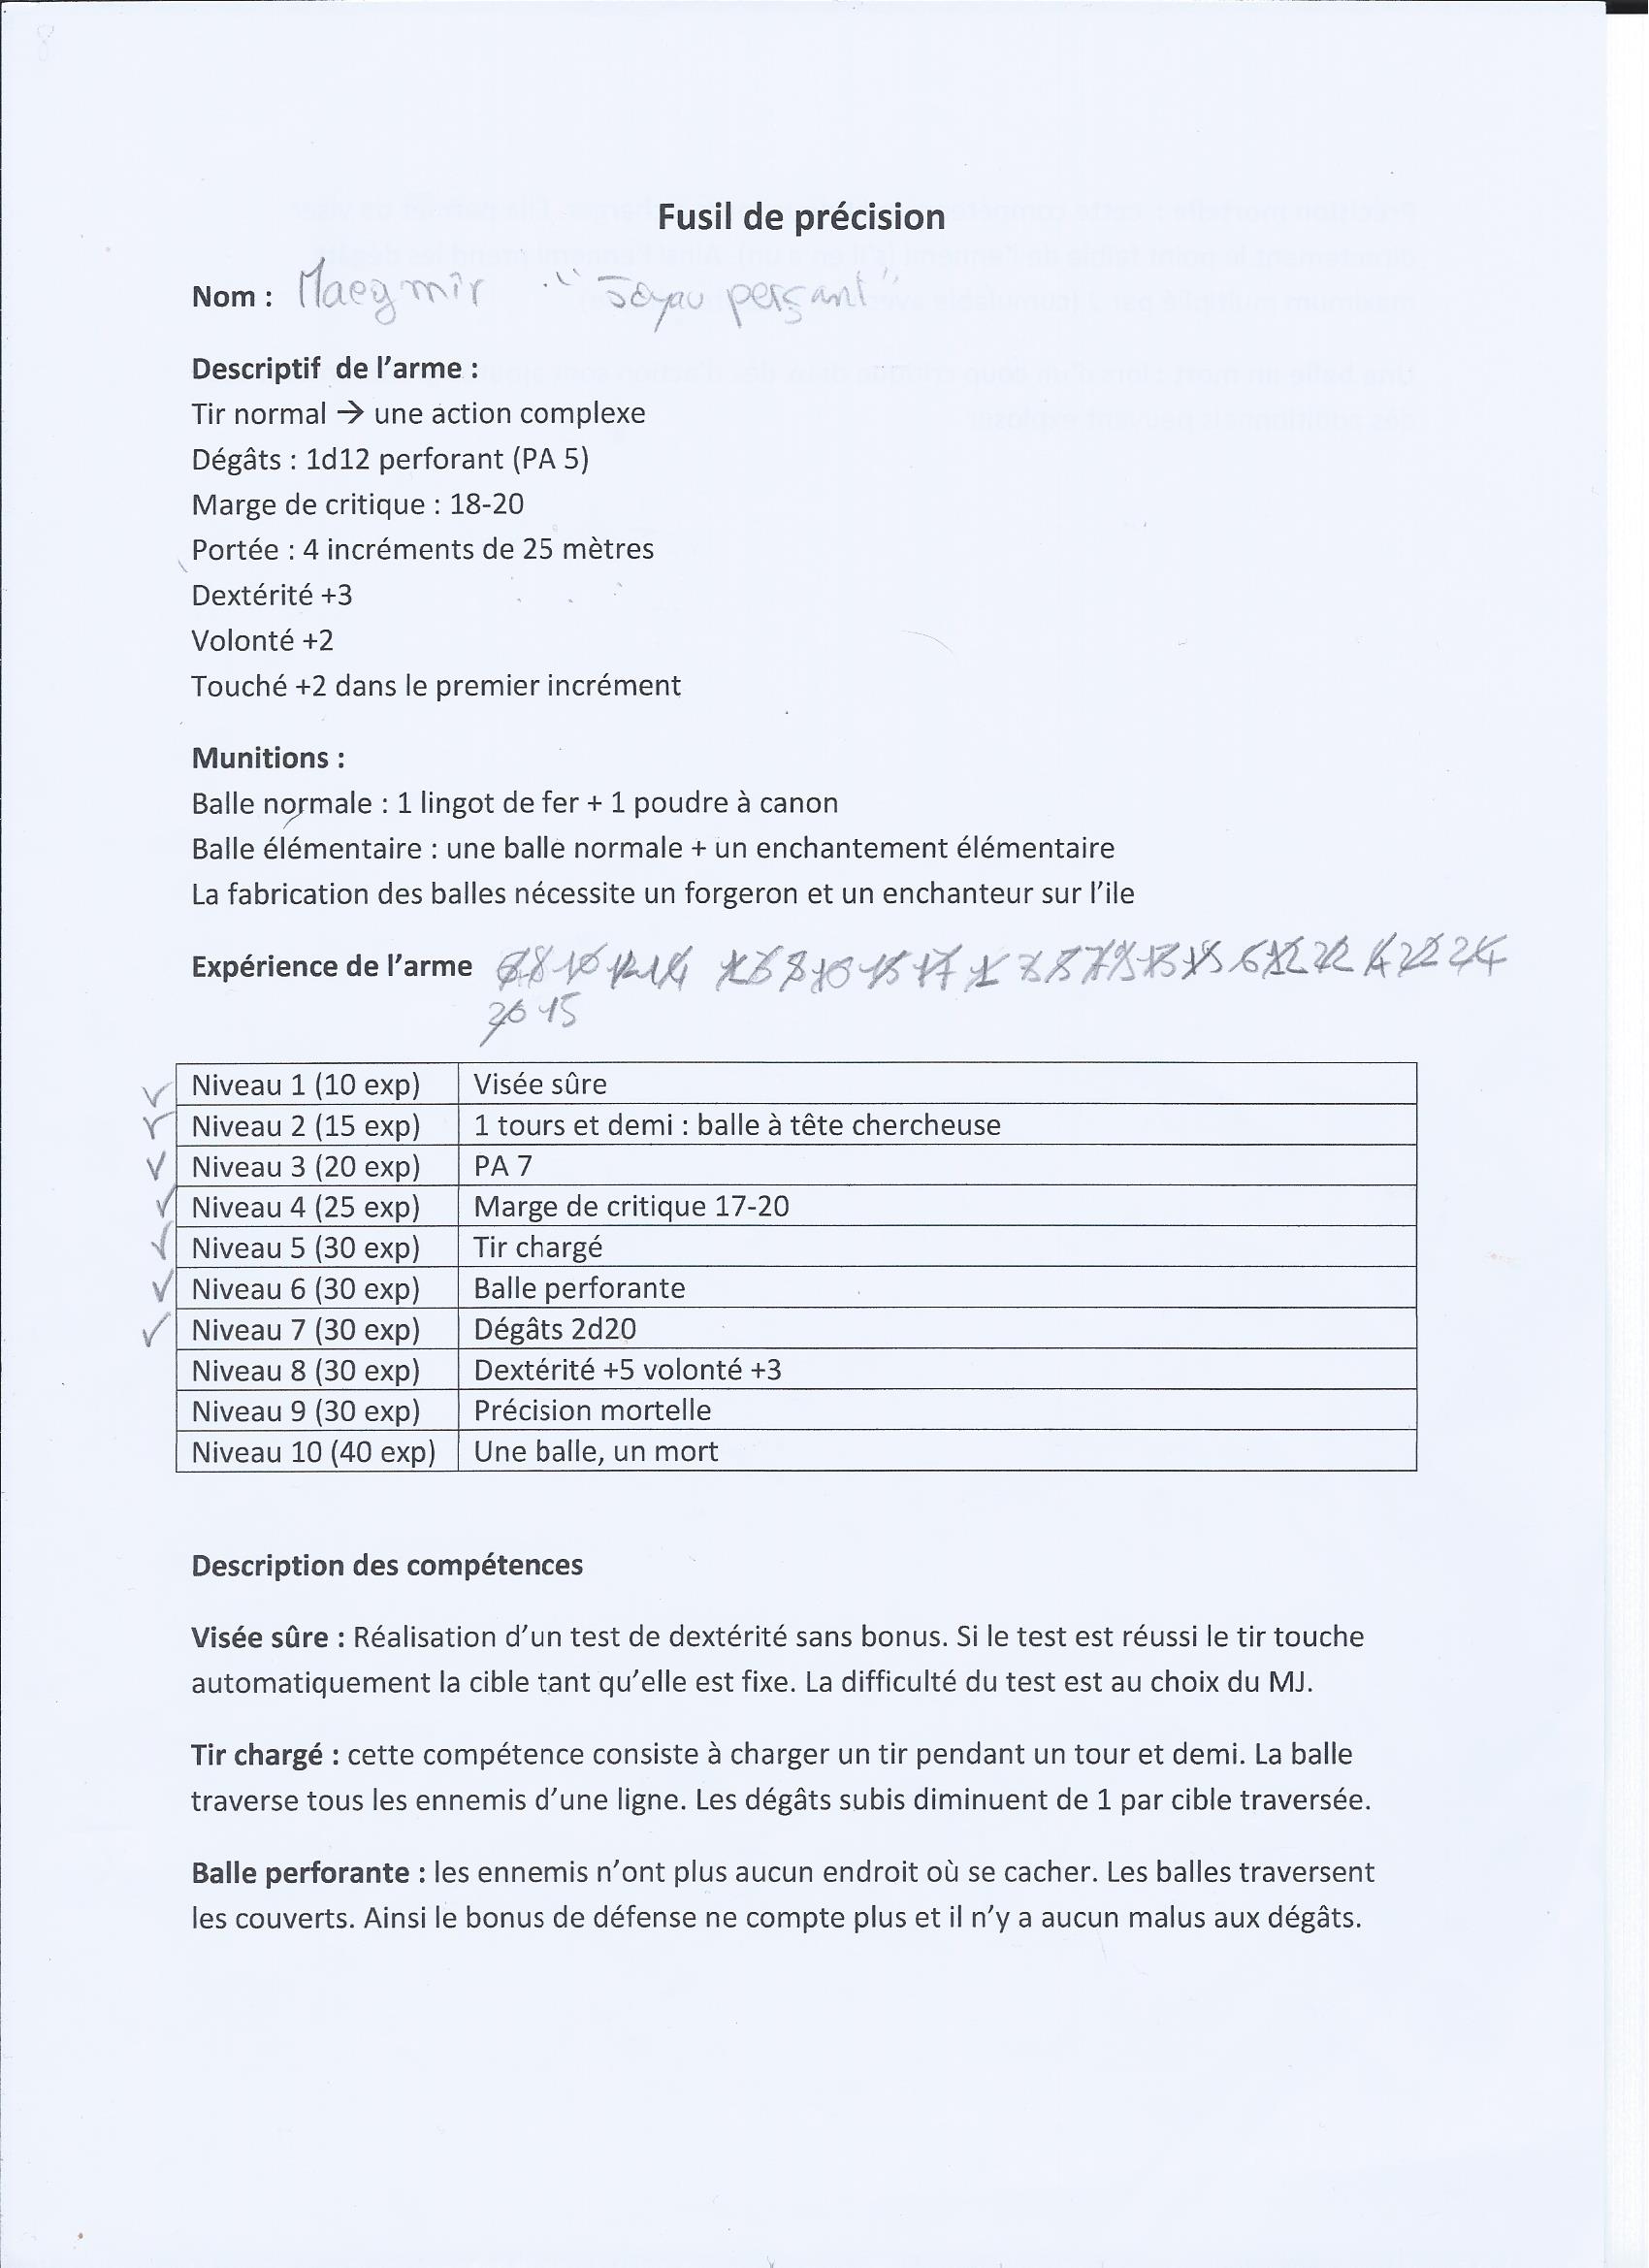 Fusil de précision
Nom : Maegmîr " Joyau perçant "
Descriptif de l'arme :
Tir normal → une action complexe
Dégâts : 1d12 perforant (PA 5)
Marge de critique : 18-20
Portée : 4 incréments de 25 mètres
Dextérité +3
Volonté +2
Touché +2 dans le premier incrément
Munitions :
Balle normale : 1 lingot de fer + 1 poudre à canon
Balle élémentaire : une balle normale + un enchantement élémentaire
La fabrication des balles nécessite un forgeron et un enchanteur sur l'ile
Expérience de l'arme
15
Niveau 1 (10 exp) Visée sûre
Niveau 2 (15 exp) 1 tours et demi : balle à tête chercheuse
Niveau 3 (20 exp) PA 7
Niveau 4 (25 exp) Marge de critique 17-20
Niveau 5 (30 exp) Tir chargé
Niveau 6 (30 exp) Balle perforante
Niveau 7 (30 exp) Dégâts 2d20
Niveau 8 (30 exp) Dextérité +5 volonté +3
Niveau 9 (30 exp) Précision mortelle
Niveau 10 (40 exp) Une balle, un mort
Description des compétences
Visée sûre : Réalisation d'un test de dextérité sans bonus. Si le test est réussi le tir touche
automatiquement la cible tant qu'elle est fixe. La difficulté du test est au choix du MJ.
Tir chargé : cette compétence consiste à charger un tir pendant un tour et demi. La balle
traverse tous les ennemis d'une ligne. Les dégâts subis diminuent de 1 par cible traversée.
Balle perforante : les ennemis n'ont plus aucun endroit où se cacher. Les balles traversent
les couverts. Ainsi le bonus de défense ne compte plus et il n'y a aucun malus aux dégâts.